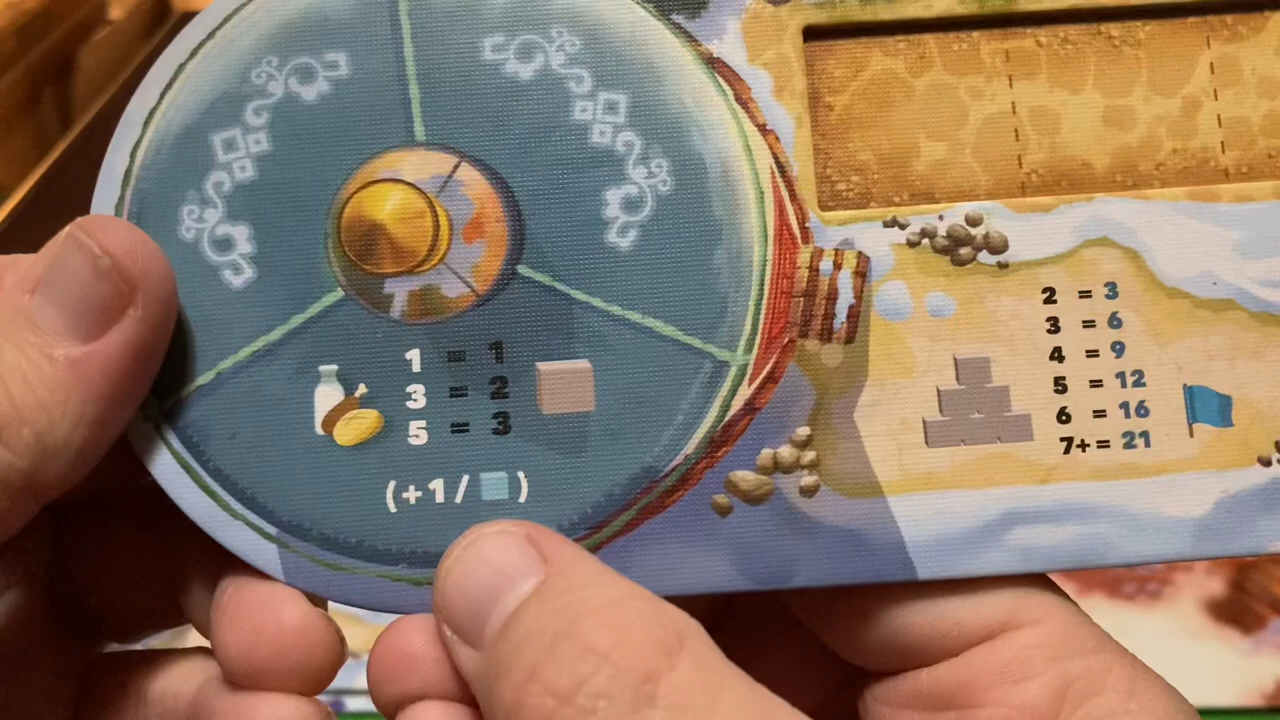 1 = 1
3 = 2
5 = 3
(+1/ )
2 = 3
3 = 6
4 = 9
5 = 12
6 = 16
7+= 21